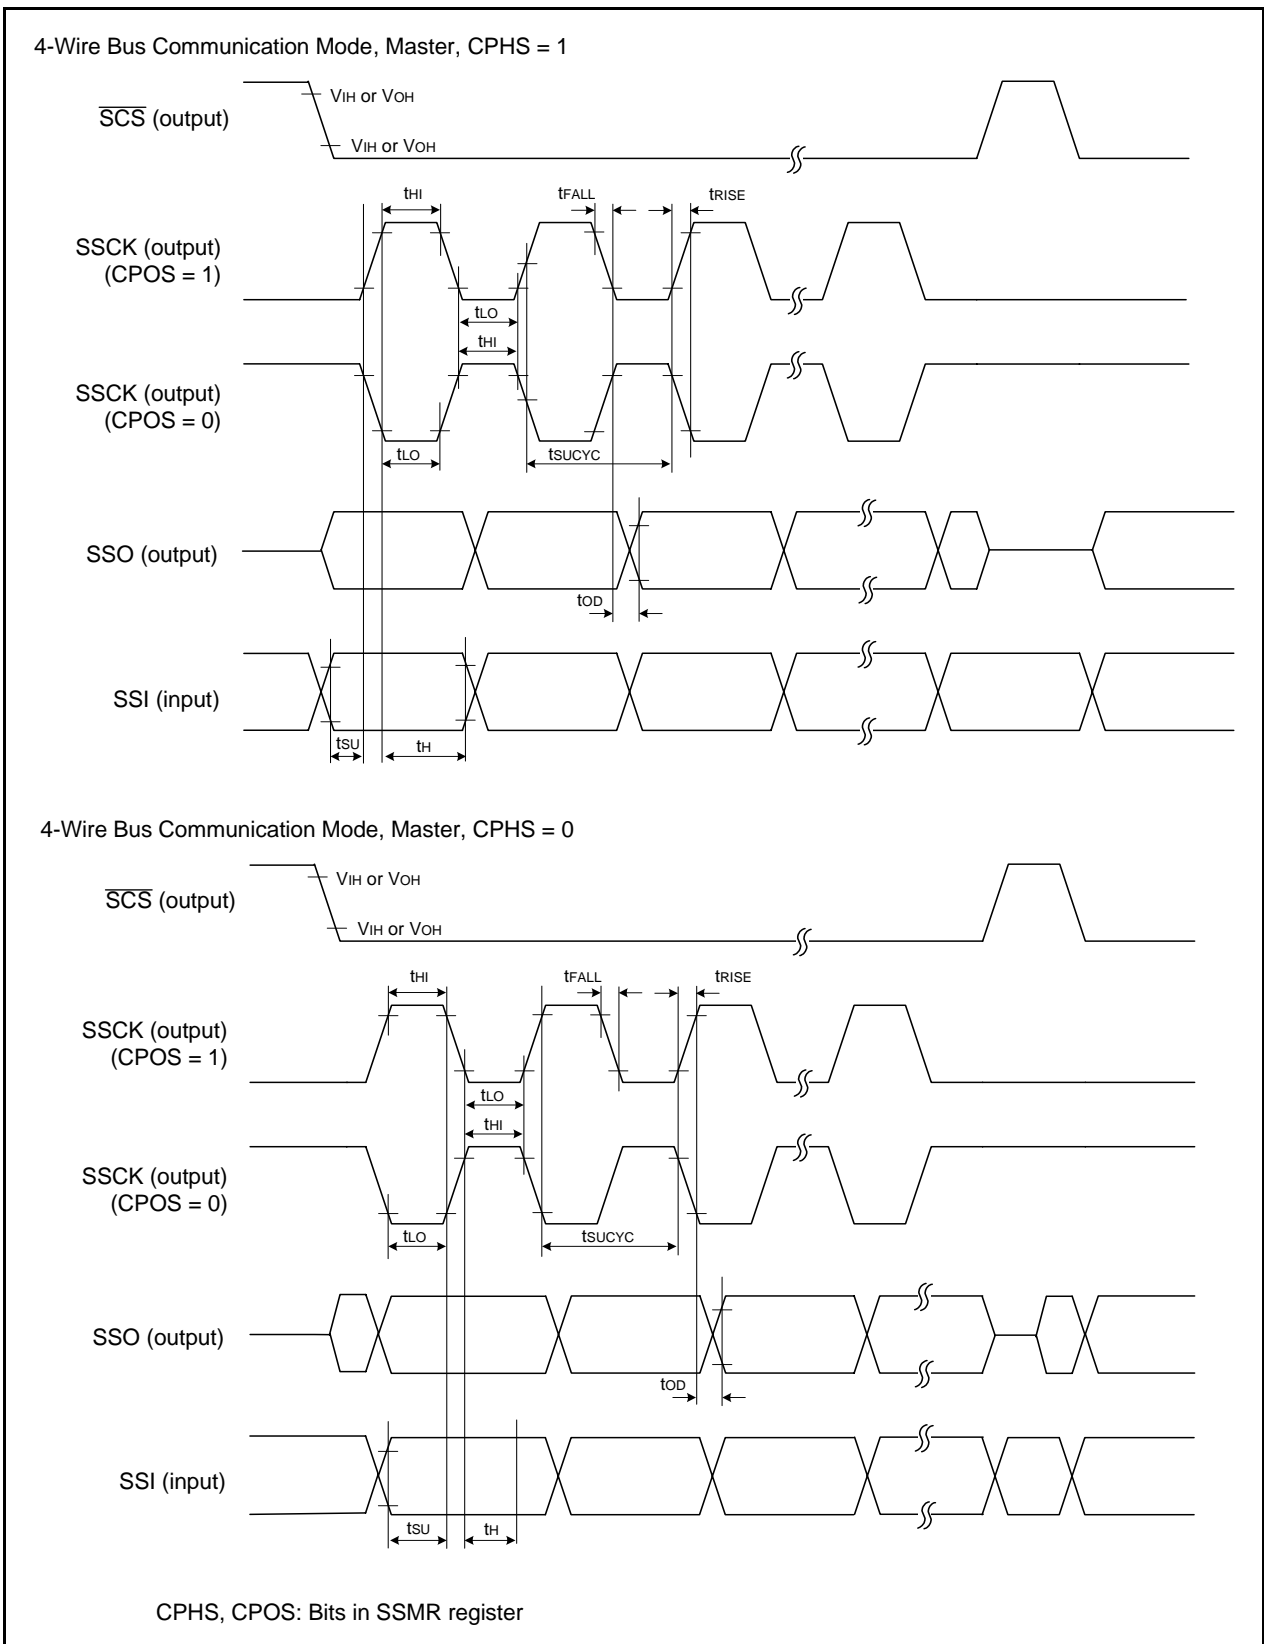 4-Wire Bus Communication Mode, Master, CPHS = 1
SCS (output)
VIH or VOH
VIH or VOH
tHI
tFALL
tRISE
SSCK (output)
(CPOS = 1)
tLO
tHI
SSCK (output)
(CPOS = 0)
tLO
tSUCYC
SSO (output)
tOD
SSI (input)
tSU
tH
4-Wire Bus Communication Mode, Master, CPHS = 0
SCS (output)
VIH or VOH
VIH or VOH
tHI
tFALL
tRISE
SSCK (output)
(CPOS = 1)
tLO
tHI
SSCK (output)
(CPOS = 0)
tLO
tSUCYC
SSO (output)
tOD
SSI (input)
tSU
tH
CPHS, CPOS: Bits in SSMR register